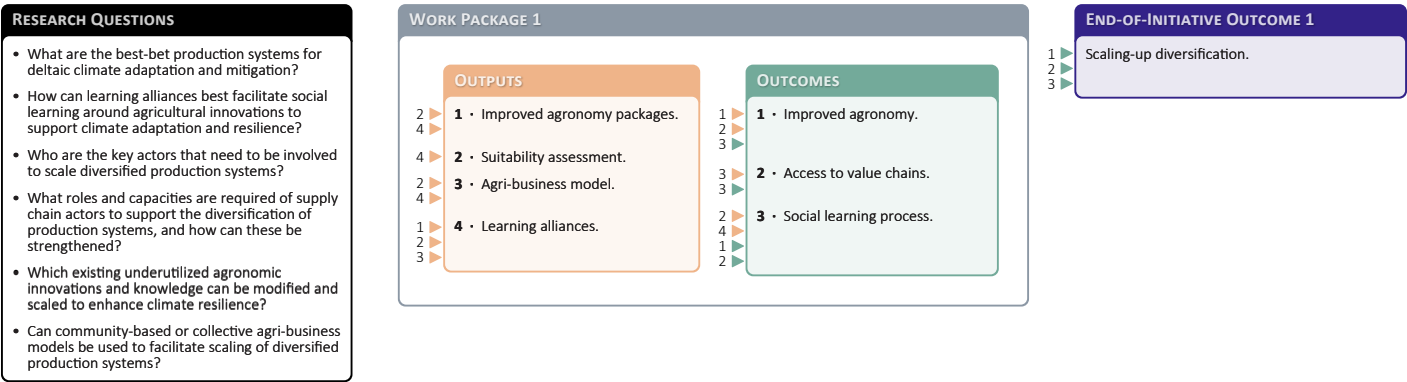 RESEARCH QUESTIONS
• What are the best-bet production systems for
deltaic climate adaptation and mitigation?
• How can learning alliances best facilitate social
learning around agricultural innovations to
support climate adaptation and resilience?
• Who are the key actors that need to be involved
to scale diversified production systems?
• What roles and capacities are required of supply
chain actors to support the diversification of
production systems, and how can these be
strengthened?
• Which existing underutilized agronomic
innovations and knowledge can be modified and
scaled to enhance climate resilience?
• Can community-based or collective agri-business
models be used to facilitate scaling of diversified
production systems?
WORK PACKAGE 1
OUTPUTS
2
4
1 · Improved agronomy packages.
4
2 · Suitability assessment.
2
4
3 · Agri-business model.
1
2
3
4 · Learning alliances.
OUTCOMES
1
2
3
1 · Improved agronomy.
3
3
2 · Access to value chains.
2
4
1
2
3 · Social learning process.
END-OF-INITIATIVE OUTCOME 1
1
2
3
Scaling-up diversification.